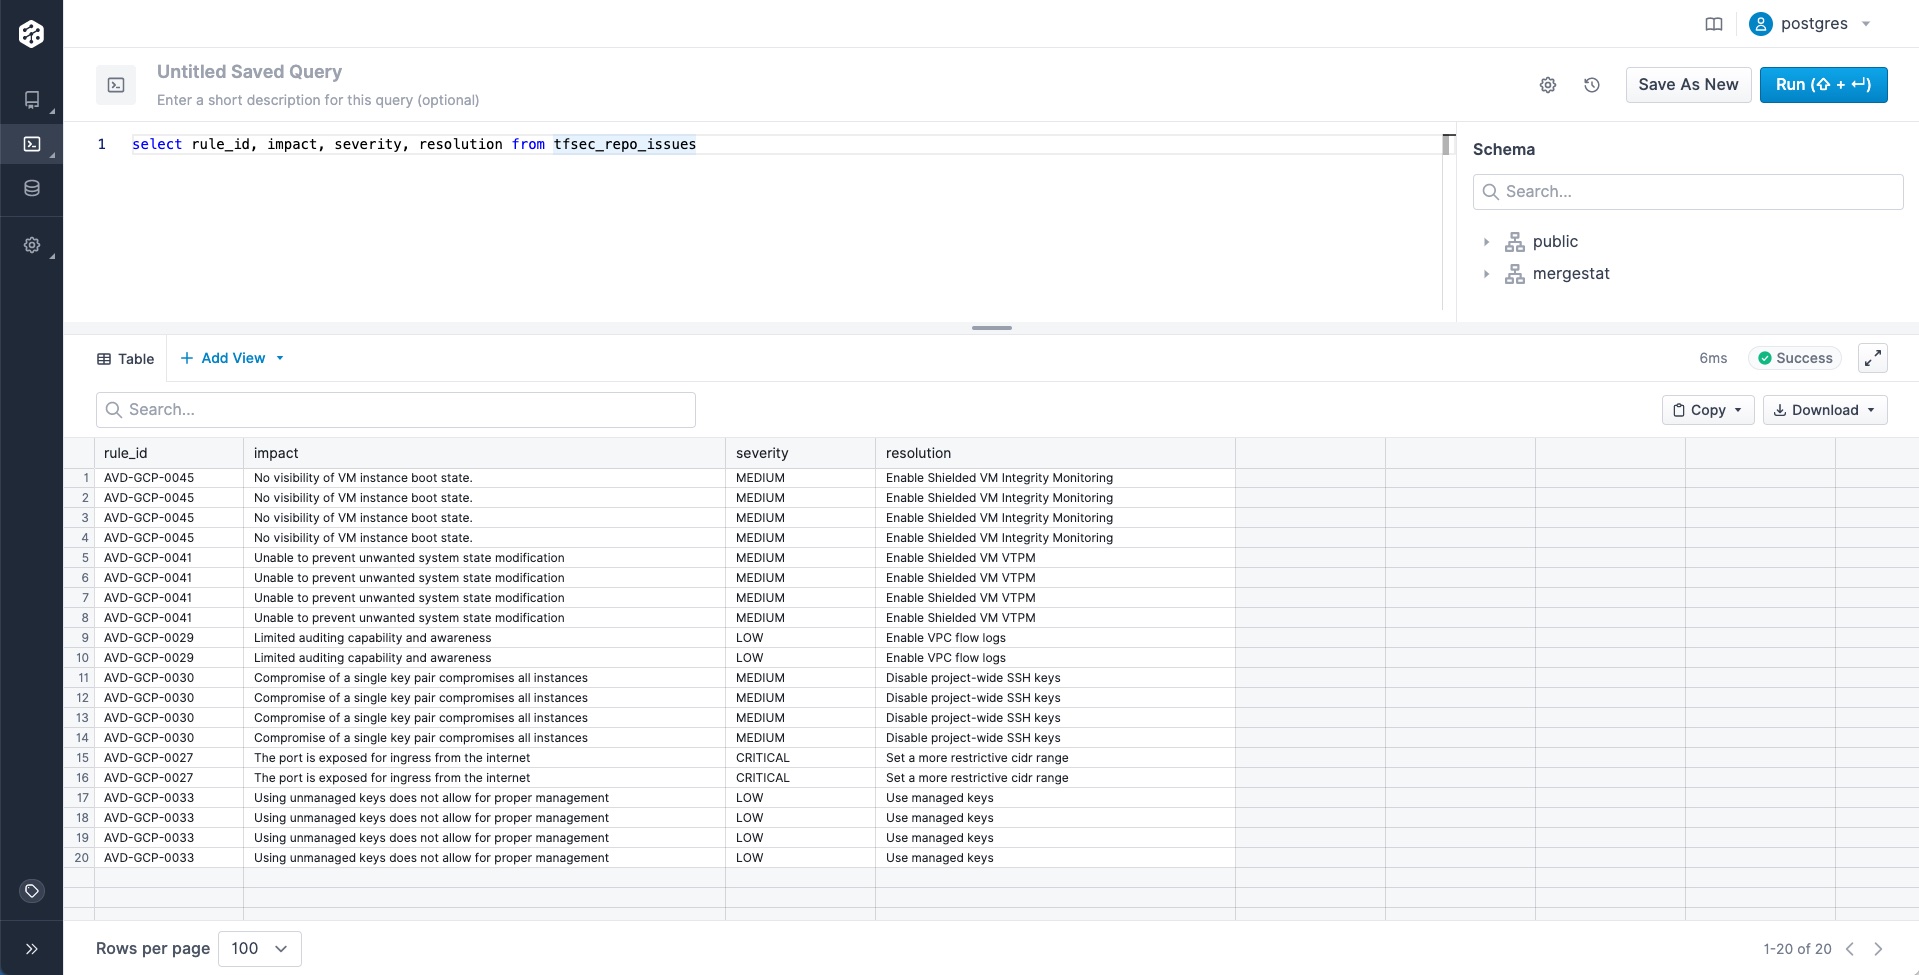 postgres
Untitled Saved Query
Enter a short description for this query (optional)
Save As New
Run (⇧ + ↵)
1 select rule_id, impact, severity, resolution from tfsec_repo_issues
Schema
Search...
public
mergestat
Table
Add View
6ms
Success
Search...
Copy
Download
rule_id impact severity resolution
1 AVD-GCP-0045 No visibility of VM instance boot state. MEDIUM Enable Shielded VM Integrity Monitoring
2 AVD-GCP-0045 No visibility of VM instance boot state. MEDIUM Enable Shielded VM Integrity Monitoring
3 AVD-GCP-0045 No visibility of VM instance boot state. MEDIUM Enable Shielded VM Integrity Monitoring
4 AVD-GCP-0045 No visibility of VM instance boot state. MEDIUM Enable Shielded VM Integrity Monitoring
5 AVD-GCP-0041 Unable to prevent unwanted system state modification MEDIUM Enable Shielded VM VTPM
6 AVD-GCP-0041 Unable to prevent unwanted system state modification MEDIUM Enable Shielded VM VTPM
7 AVD-GCP-0041 Unable to prevent unwanted system state modification MEDIUM Enable Shielded VM VTPM
8 AVD-GCP-0041 Unable to prevent unwanted system state modification MEDIUM Enable Shielded VM VTPM
9 AVD-GCP-0029 Limited auditing capability and awareness LOW Enable VPC flow logs
10 AVD-GCP-0029 Limited auditing capability and awareness LOW Enable VPC flow logs
11 AVD-GCP-0030 Compromise of a single key pair compromises all instances MEDIUM Disable project-wide SSH keys
12 AVD-GCP-0030 Compromise of a single key pair compromises all instances MEDIUM Disable project-wide SSH keys
13 AVD-GCP-0030 Compromise of a single key pair compromises all instances MEDIUM Disable project-wide SSH keys
14 AVD-GCP-0030 Compromise of a single key pair compromises all instances MEDIUM Disable project-wide SSH keys
15 AVD-GCP-0027 The port is exposed for ingress from the internet CRITICAL Set a more restrictive cidr range
16 AVD-GCP-0027 The port is exposed for ingress from the internet CRITICAL Set a more restrictive cidr range
17 AVD-GCP-0033 Using unmanaged keys does not allow for proper management LOW Use managed keys
18 AVD-GCP-0033 Using unmanaged keys does not allow for proper management LOW Use managed keys
19 AVD-GCP-0033 Using unmanaged keys does not allow for proper management LOW Use managed keys
20 AVD-GCP-0033 Using unmanaged keys does not allow for proper management LOW Use managed keys
Rows per page 100
1-20 of 20